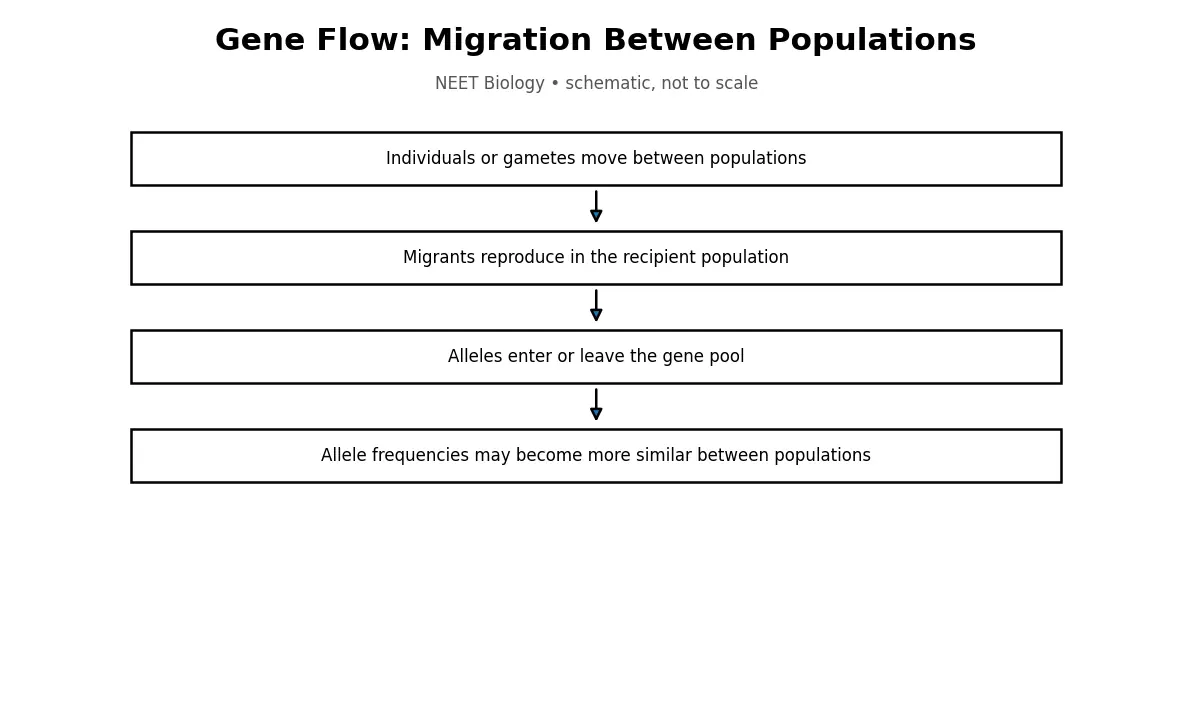 Gene Flow: Migration Between Populations
NEET Biology • schematic, not to scale
Individuals or gametes move between populations
Migrants reproduce in the recipient population
Alleles enter or leave the gene pool
Allele frequencies may become more similar between populations